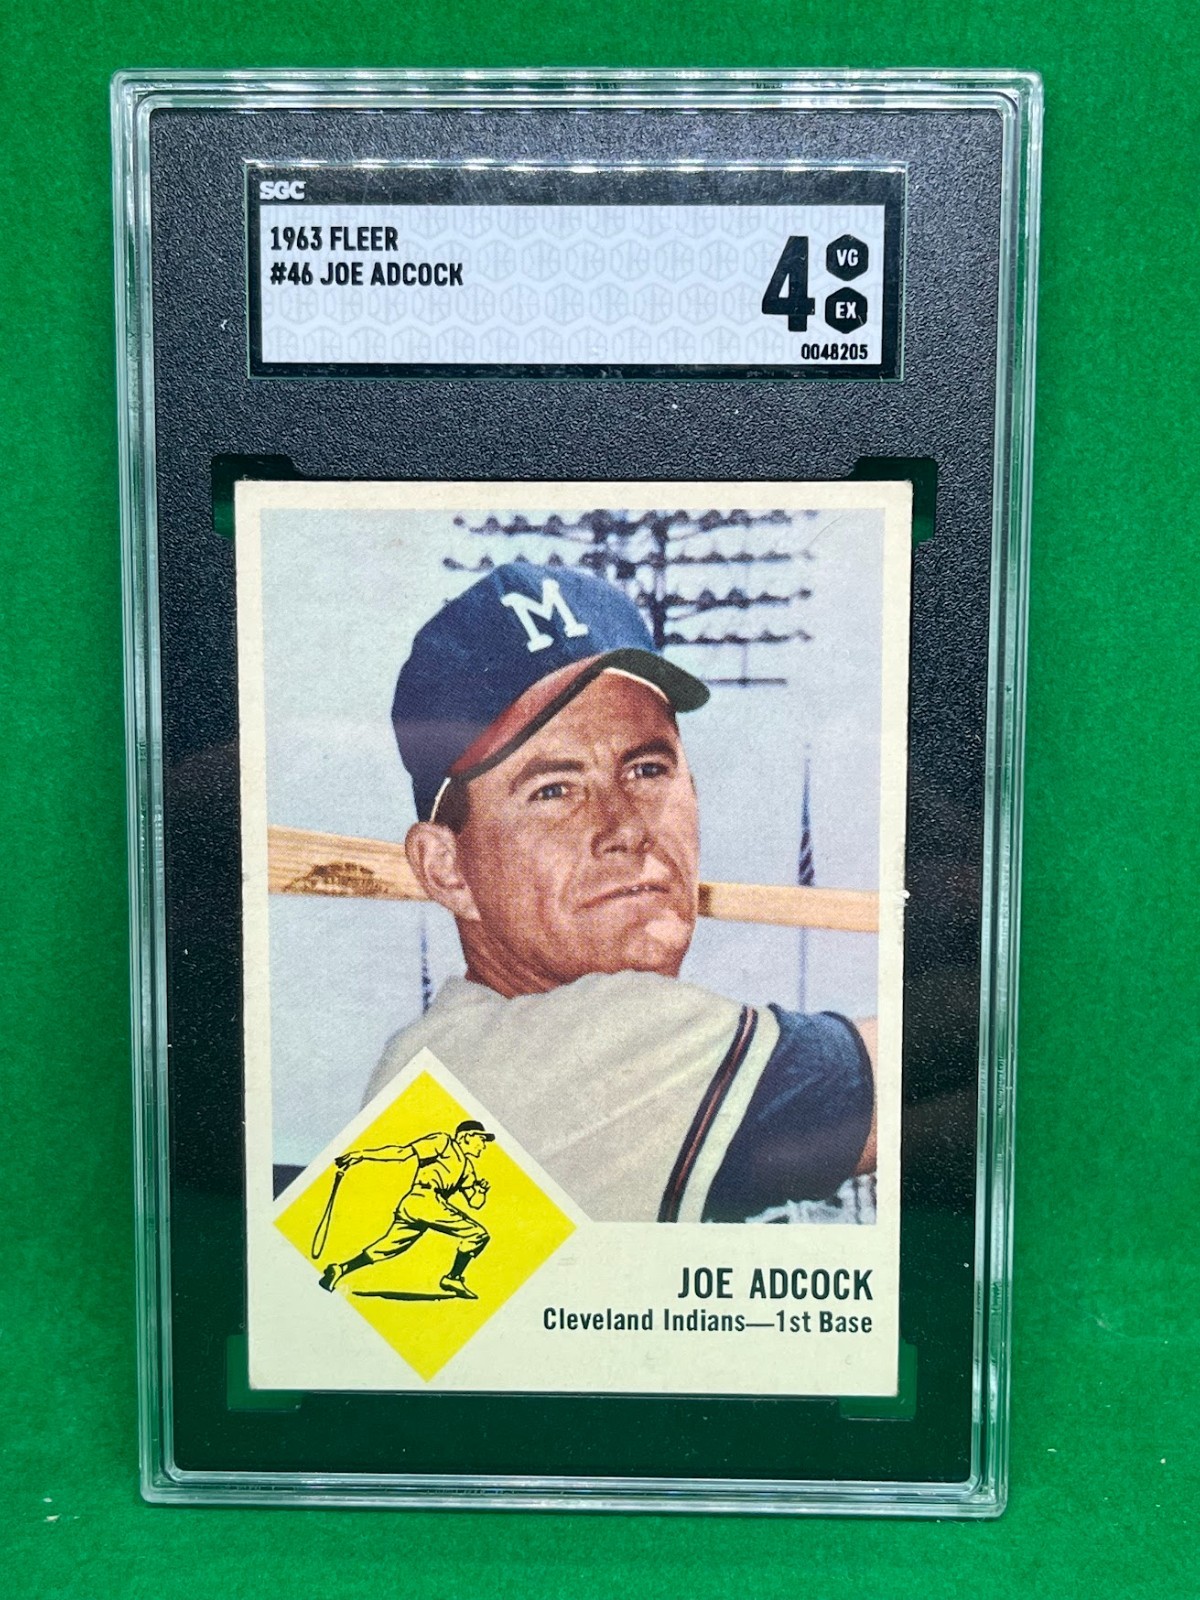 SGC
1963 FLEER
#46 JOE ADCOCK
4 VG
EX
0048205
M
JOE ADCOCK
Cleveland Indians—1st Base